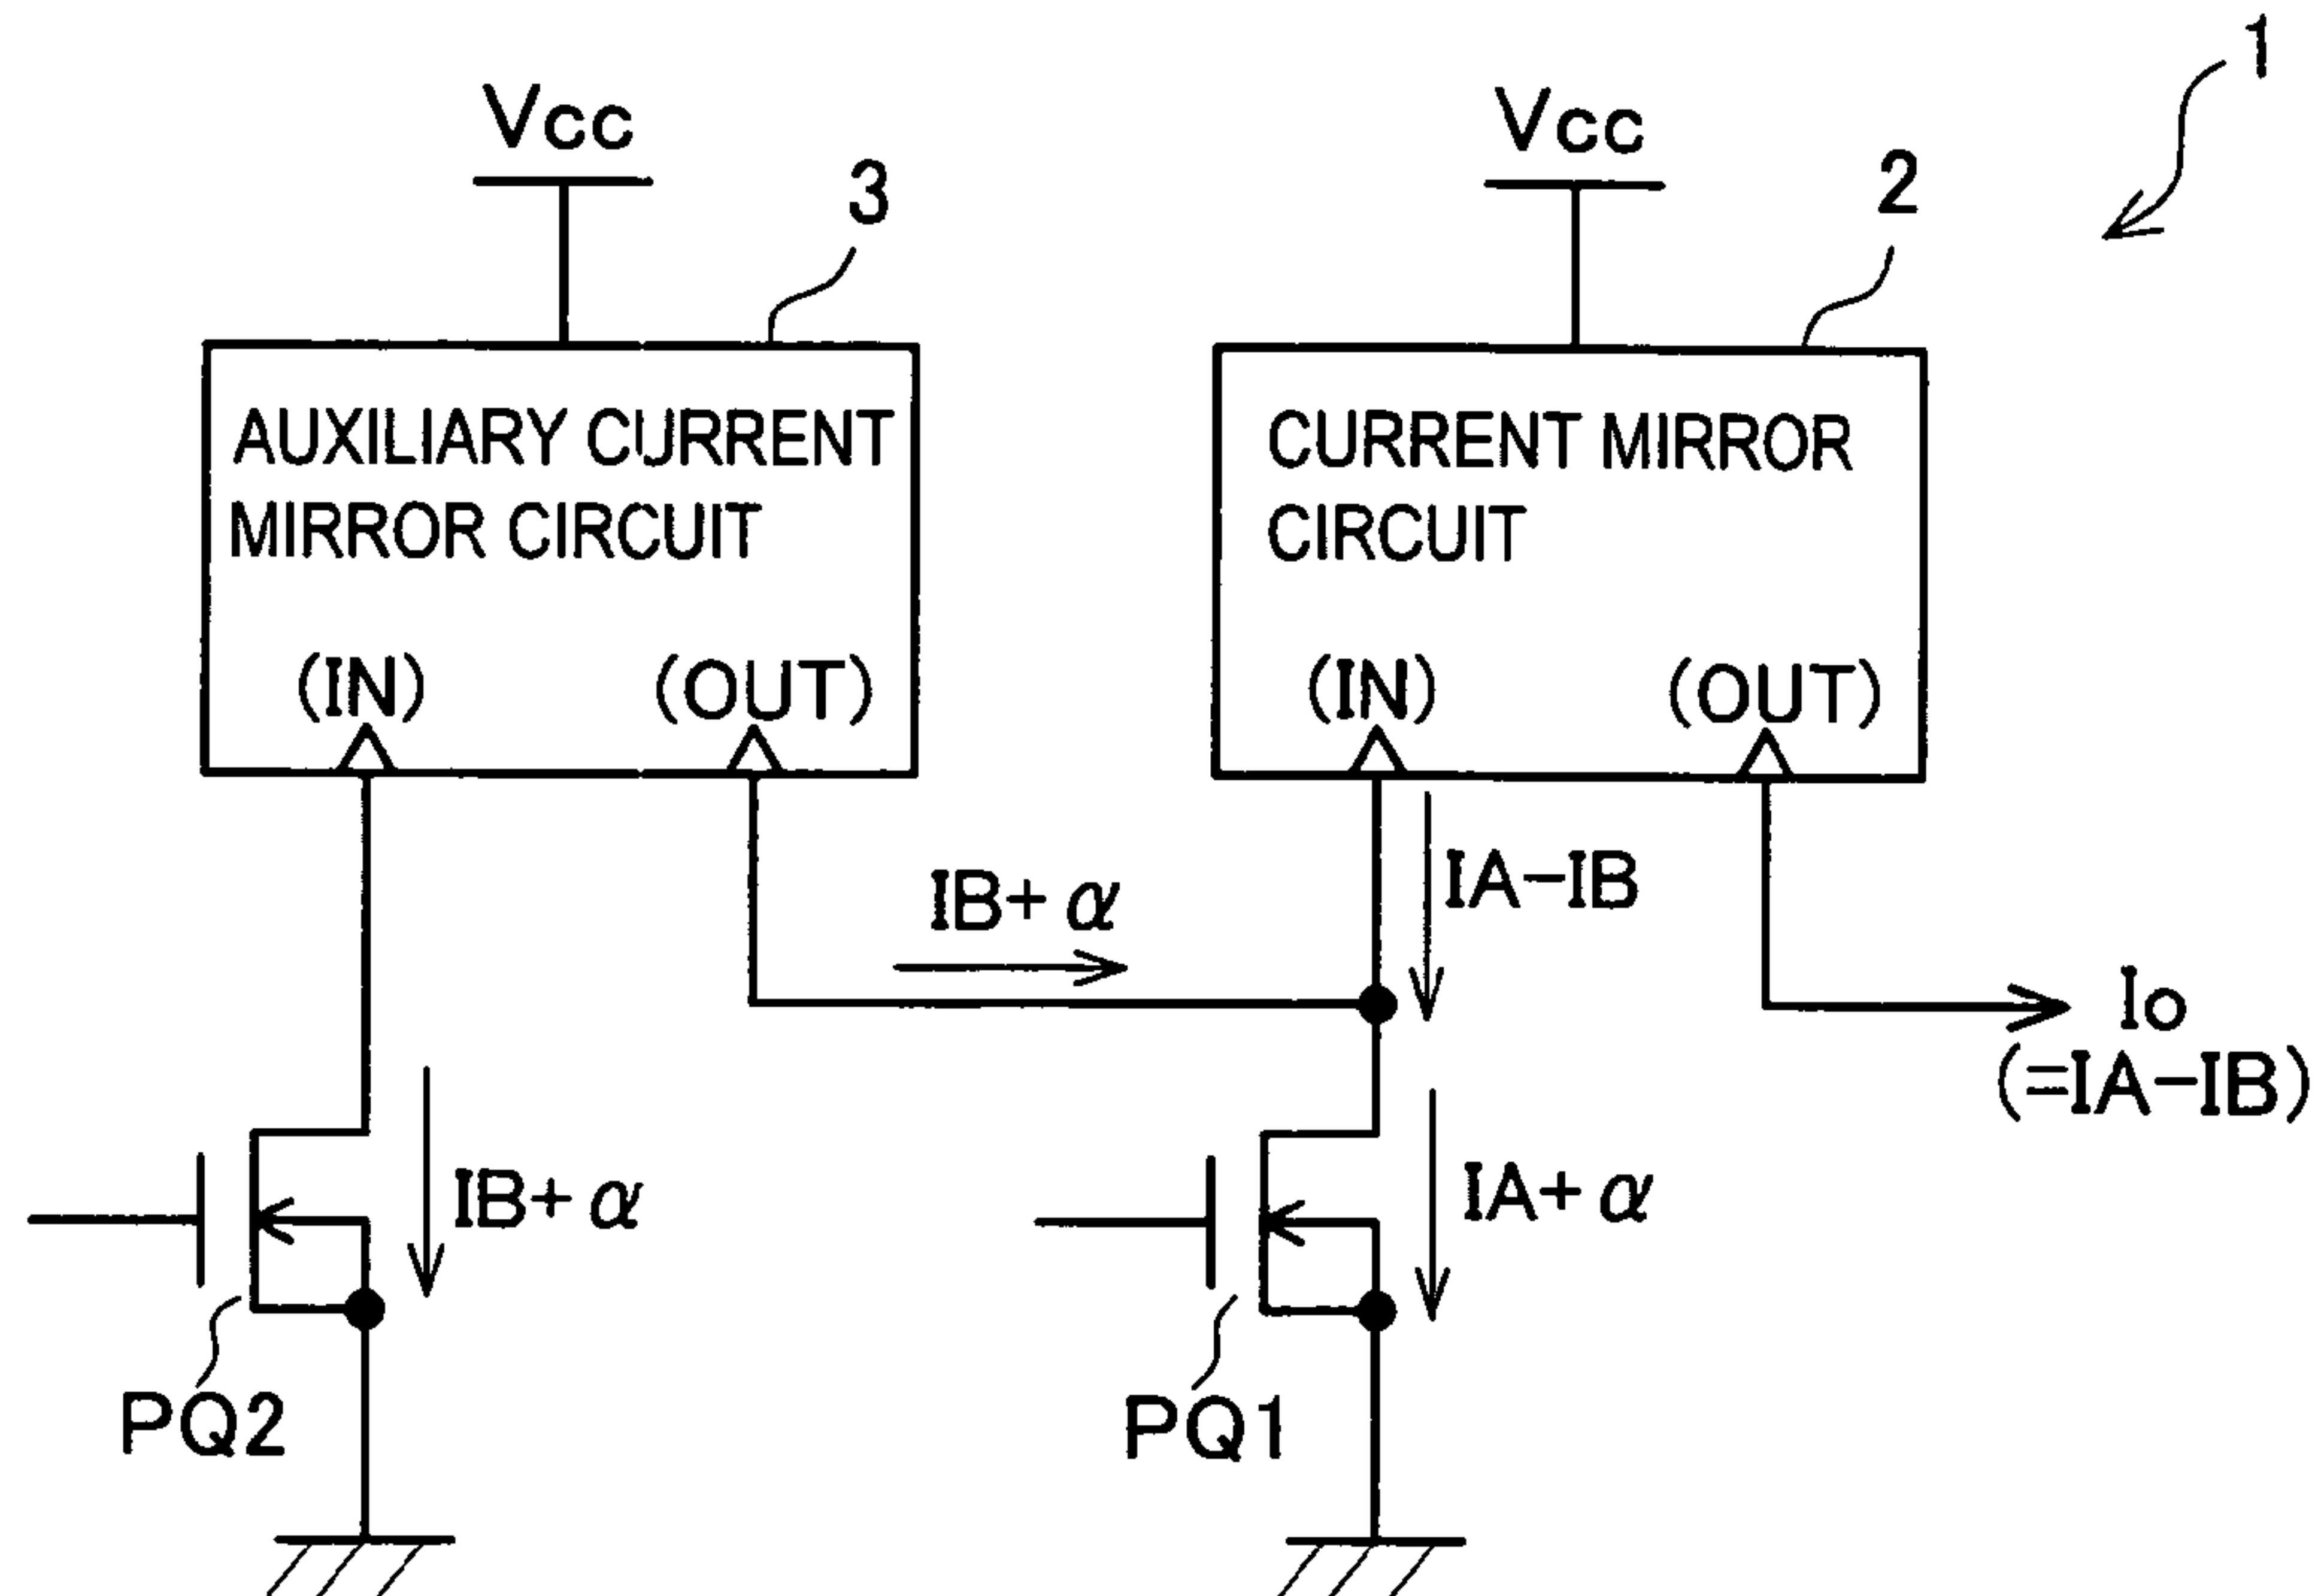 1
Vcc
Vcc
3
2
AUXILIARY CURRENT
MIRROR CIRCUIT
CURRENT MIRROR
CIRCUIT
(IN)
(OUT)
(IN)
(OUT)
IB+α
IA−IB
Io
(=IA−IB)
IB+α
IA+α
PQ2
PQ1